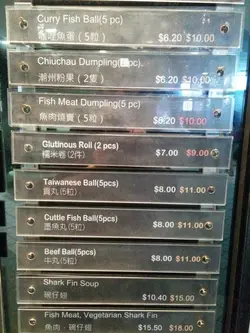 Curry Fish Ball(5 pc)
咖哩魚蛋 (5粒) $6.20 $10.00
Chiuchau Dumpling( pc)
潮州粉果 (2隻) $6.20 $10.00
Fish Meat Dumpling( pc)
魚肉燒賣 (5粒) $6.20 $10.00
Glutinous Roll (2 pcs)
糯米卷(2件) $7.00 $9.00
Taiwanese Ball(5pcs)
貢丸(5粒) $8.00 $11.00
Cuttle Fish Ball(5pcs)
墨魚丸(5粒) $8.00 $11.00
Beef Ball(5pcs)
牛丸(5粒) $8.00 $11.00
Shark Fin Soup
碗仔翅 $10.40 $15.00
Fish Meat, Vegetarian Shark Fin
魚肉・碗仔翅 $15.50 $18.00